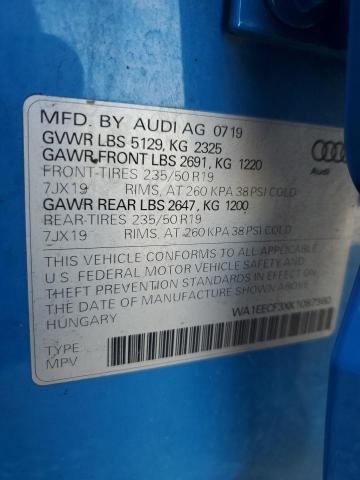 MFD. BY AUDI AG 07 19
GVWR LBS 5129, KG 2325
GAWR FRONT LBS 2691, KG 1220
FRONT-TIRES 235/50 R19
7JX19 RIMS, AT 260 KPA 38 PSI COLD
GAWR REAR LBS 2647, KG 1200
REAR-TIRES 235/50 R19
7JX19 RIMS, AT 260 KPA 38 PSI COLD
Audi
THIS VEHICLE CONFORMS TO ALL APPLICABLE
U.S. FEDERAL MOTOR VEHICLE SAFETY AND
THEFT PREVENTION STANDARDS IN EFFECT ON
THE DATE OF MANUFACTURE SHOWN ABOVE
HUNGARY
TYPE
MPV